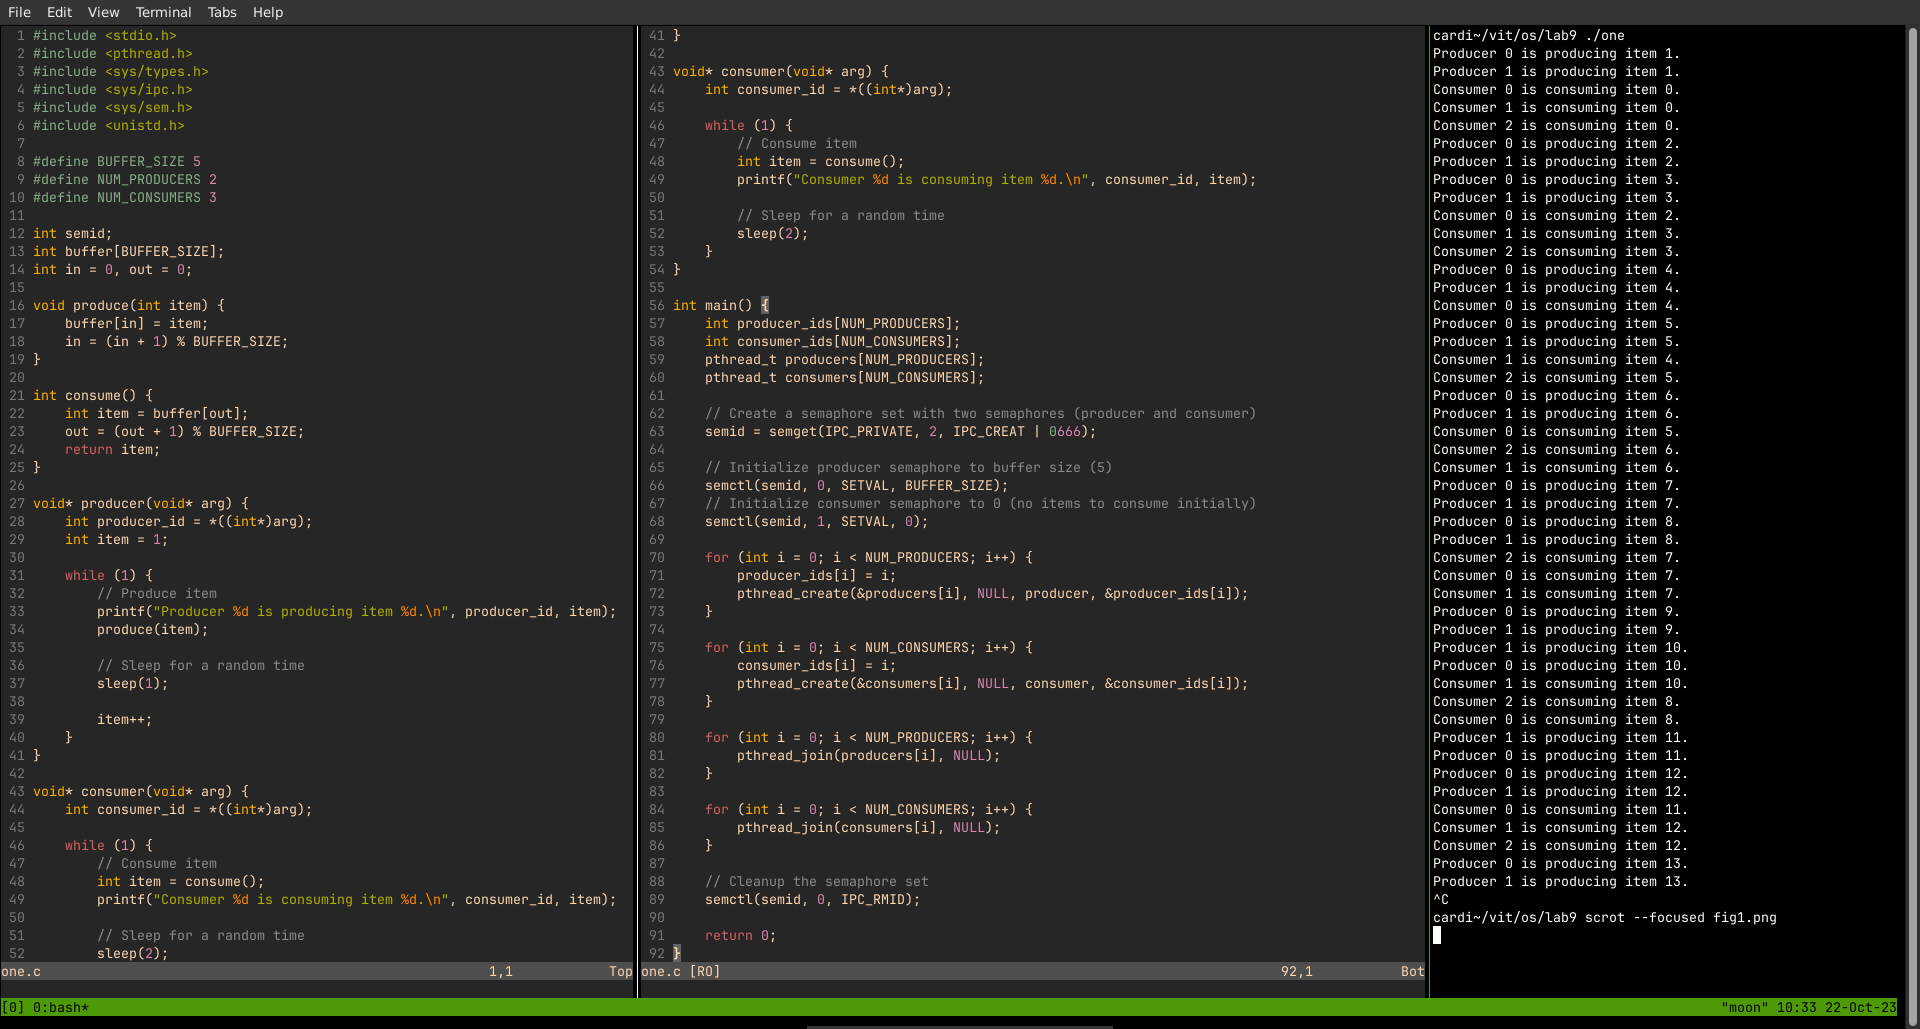 File Edit View Terminal Tabs Help
1 #include <stdio.h>
2 #include <pthread.h>
3 #include <sys/types.h>
4 #include <sys/ipc.h>
5 #include <sys/sem.h>
6 #include <unistd.h>
7
8 #define BUFFER_SIZE 5
9 #define NUM_PRODUCERS 2
10 #define NUM_CONSUMERS 3
11
12 int semid;
13 int buffer[BUFFER_SIZE];
14 int in = 0, out = 0;
15
16 void produce(int item) {
17     buffer[in] = item;
18     in = (in + 1) % BUFFER_SIZE;
19 }
20
21 int consume() {
22     int item = buffer[out];
23     out = (out + 1) % BUFFER_SIZE;
24     return item;
25 }
26
27 void* producer(void* arg) {
28     int producer_id = *((int*)arg);
29     int item = 1;
30
31     while (1) {
32         // Produce item
33         printf("Producer %d is producing item %d.\n", producer_id, item);
34         produce(item);
35
36         // Sleep for a random time
37         sleep(1);
38
39         item++;
40     }
41 }
42
43 void* consumer(void* arg) {
44     int consumer_id = *((int*)arg);
45
46     while (1) {
47         // Consume item
48         int item = consume();
49         printf("Consumer %d is consuming item %d.\n", consumer_id, item);
50
51         // Sleep for a random time
52         sleep(2);
one.c 1,1 Top
41 }
42
43 void* consumer(void* arg) {
44     int consumer_id = *((int*)arg);
45
46     while (1) {
47         // Consume item
48         int item = consume();
49         printf("Consumer %d is consuming item %d.\n", consumer_id, item);
50
51         // Sleep for a random time
52         sleep(2);
53     }
54 }
55
56 int main() {
57     int producer_ids[NUM_PRODUCERS];
58     int consumer_ids[NUM_CONSUMERS];
59     pthread_t producers[NUM_PRODUCERS];
60     pthread_t consumers[NUM_CONSUMERS];
61
62     // Create a semaphore set with two semaphores (producer and consumer)
63     semid = semget(IPC_PRIVATE, 2, IPC_CREAT | 0666);
64
65     // Initialize producer semaphore to buffer size (5)
66     semctl(semid, 0, SETVAL, BUFFER_SIZE);
67     // Initialize consumer semaphore to 0 (no items to consume initially)
68     semctl(semid, 1, SETVAL, 0);
69
70     for (int i = 0; i < NUM_PRODUCERS; i++) {
71         producer_ids[i] = i;
72         pthread_create(&producers[i], NULL, producer, &producer_ids[i]);
73     }
74
75     for (int i = 0; i < NUM_CONSUMERS; i++) {
76         consumer_ids[i] = i;
77         pthread_create(&consumers[i], NULL, consumer, &consumer_ids[i]);
78     }
79
80     for (int i = 0; i < NUM_PRODUCERS; i++) {
81         pthread_join(producers[i], NULL);
82     }
83
84     for (int i = 0; i < NUM_CONSUMERS; i++) {
85         pthread_join(consumers[i], NULL);
86     }
87
88     // Cleanup the semaphore set
89     semctl(semid, 0, IPC_RMID);
90
91     return 0;
92 }
one.c [RO] 92,1 Bot
cardi~/vit/os/lab9 ./one
Producer 0 is producing item 1.
Producer 1 is producing item 1.
Consumer 0 is consuming item 0.
Consumer 1 is consuming item 0.
Consumer 2 is consuming item 0.
Producer 0 is producing item 2.
Producer 1 is producing item 2.
Producer 0 is producing item 3.
Producer 1 is producing item 3.
Consumer 0 is consuming item 2.
Consumer 1 is consuming item 3.
Consumer 2 is consuming item 3.
Producer 0 is producing item 4.
Producer 1 is producing item 4.
Consumer 0 is consuming item 4.
Producer 0 is producing item 5.
Producer 1 is producing item 5.
Consumer 1 is consuming item 4.
Consumer 2 is consuming item 5.
Producer 0 is producing item 6.
Producer 1 is producing item 6.
Consumer 0 is consuming item 5.
Consumer 2 is consuming item 6.
Consumer 1 is consuming item 6.
Producer 0 is producing item 7.
Producer 1 is producing item 7.
Producer 0 is producing item 8.
Producer 1 is producing item 8.
Consumer 2 is consuming item 7.
Consumer 0 is consuming item 7.
Consumer 1 is consuming item 7.
Producer 0 is producing item 9.
Producer 1 is producing item 9.
Producer 1 is producing item 10.
Producer 0 is producing item 10.
Consumer 1 is consuming item 10.
Consumer 2 is consuming item 8.
Consumer 0 is consuming item 8.
Producer 1 is producing item 11.
Producer 0 is producing item 11.
Producer 0 is producing item 12.
Producer 1 is producing item 12.
Consumer 0 is consuming item 11.
Consumer 1 is consuming item 12.
Consumer 2 is consuming item 12.
Producer 0 is producing item 13.
Producer 1 is producing item 13.
^C
cardi~/vit/os/lab9 scrot --focused fig1.png
[0] 0:bash* "moon" 10:33 22-Oct-23